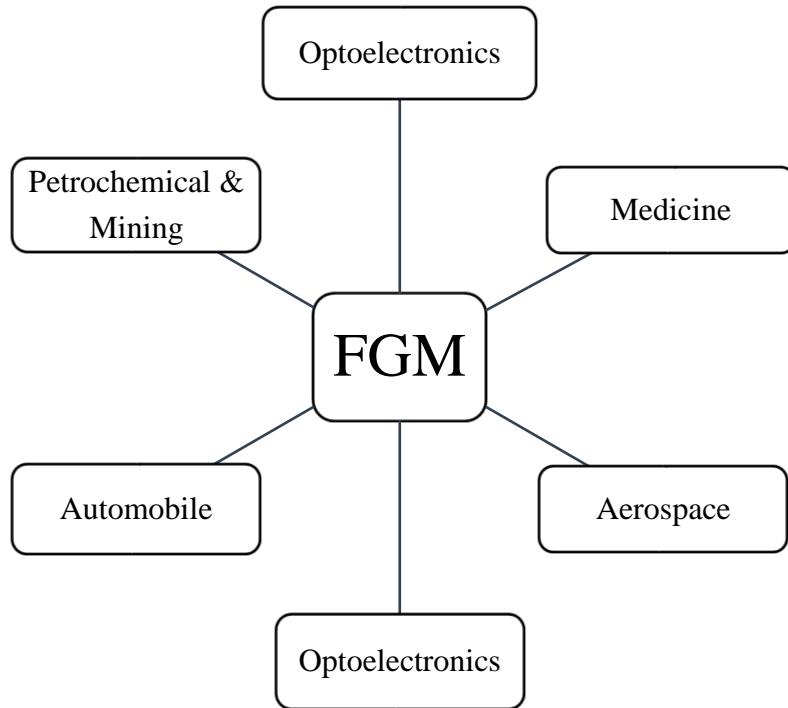 Optoelectronics
Petrochemical &
Mining
Medicine
FGM
Automobile
Aerospace
Optoelectronics